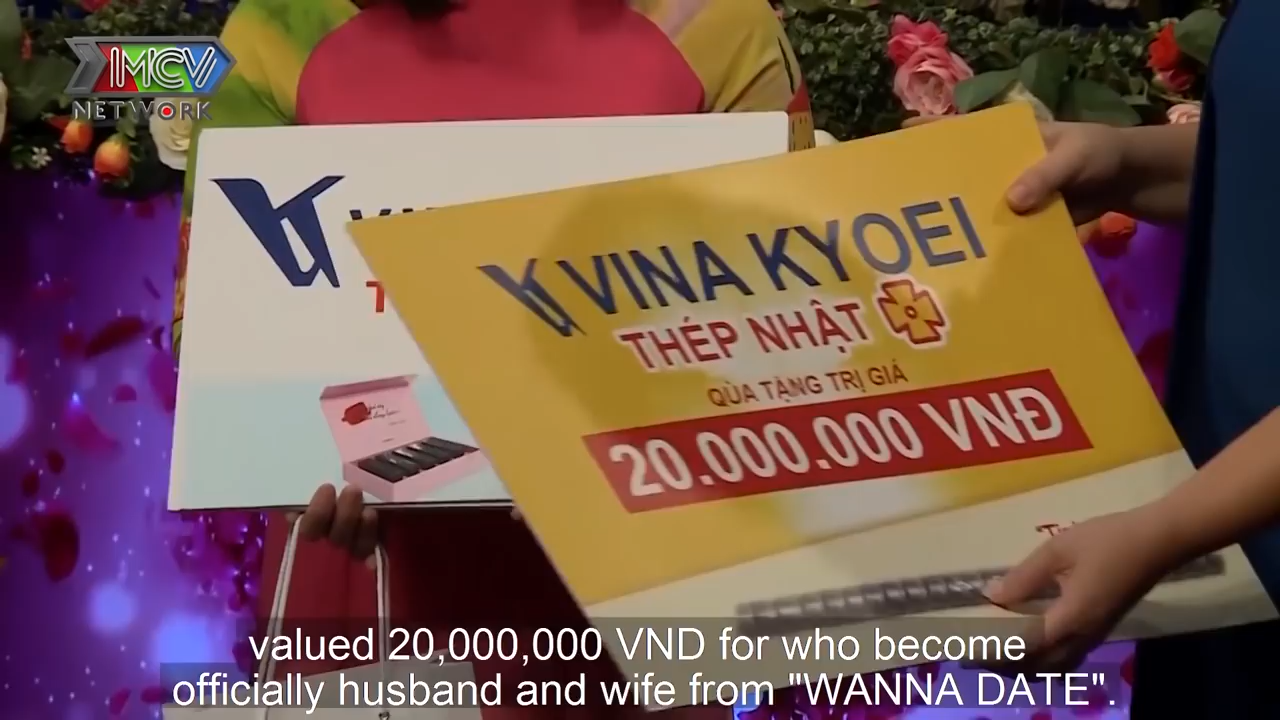 MCV
NETWORK
VINA KYOEI
THÉP NHẬT
QÙA TẶNG TRỊ GIÁ
20.000.000 VNĐ
valued 20,000,000 VND for who become
officially husband and wife from "WANNA DATE".